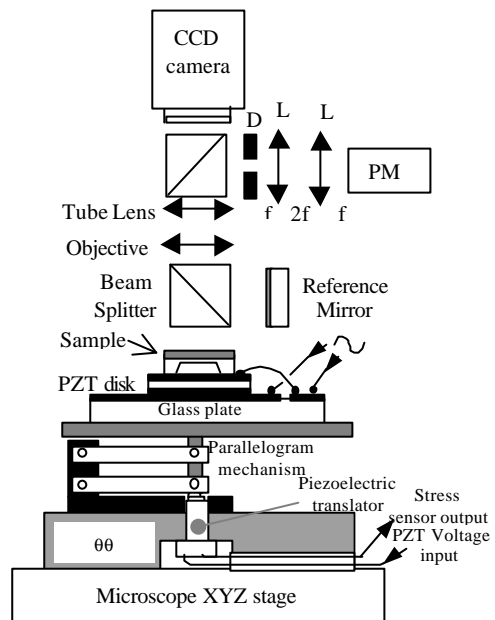 CCD
camera
D
L
L
PM
Tube Lens
f 2f f
Objective
Beam
Splitter
Reference
Mirror
Sample
PZT disk
Glass plate
Parallelogram
mechanism
Piezoelectric
translator
Stress
sensor output
PZT Voltage
input
θθ
Microscope XYZ stage